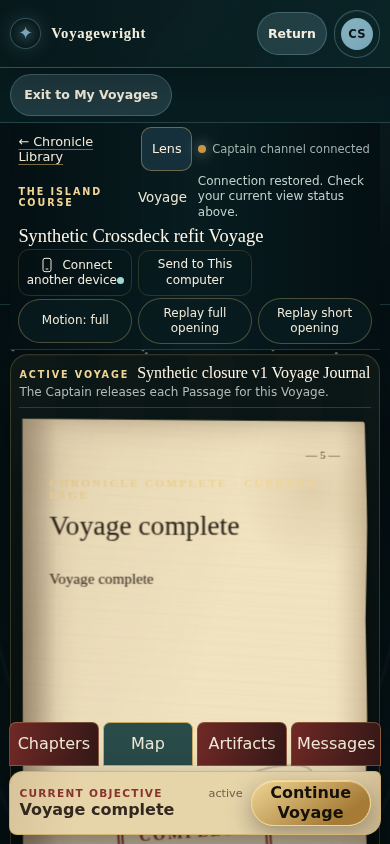 Voyagewright
Return
CS
Exit to My Voyages
← Chronicle
Library
Lens
Captain channel connected
THE ISLAND
COURSE
Voyage
Connection restored. Check
your current view status
above.
Synthetic Crossdeck refit Voyage
Connect
another device
Send to This
computer
Motion: full
Replay full
opening
Replay short
opening
ACTIVE VOYAGE
Synthetic closure v1 Voyage Journal
The Captain releases each Passage for this Voyage.
— 5 —
CHRONICLE COMPLETE
Voyage complete
Voyage complete
Chapters
Map
Artifacts
Messages
CURRENT OBJECTIVE
Voyage complete
active
Continue
Voyage